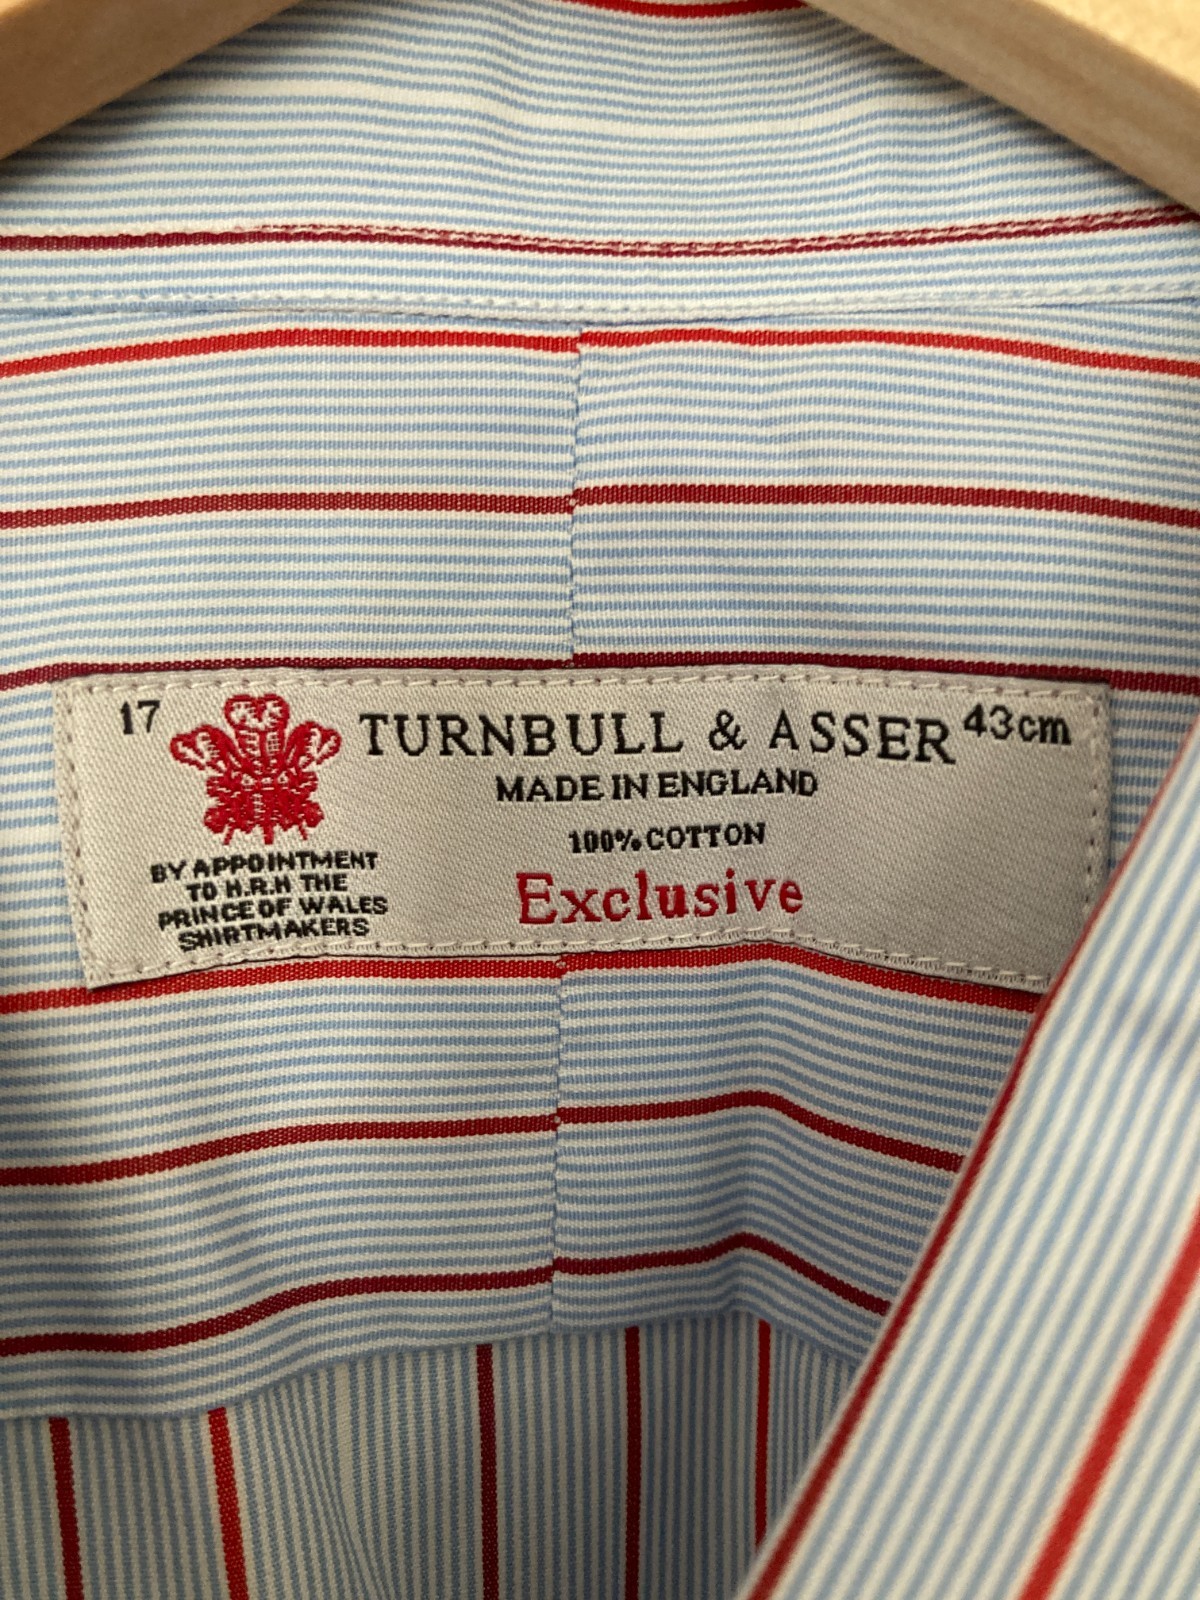 17
TURNBULL & ASSER
43cm
MADE IN ENGLAND
100% COTTON
Exclusive
BY APPOINTMENT
TO H.R.H THE
PRINCE OF WALES
SHIRTMAKERS